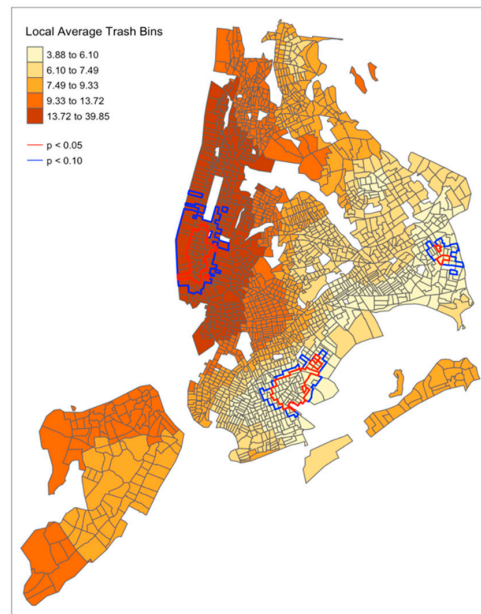 Local Average Trash Bins
3.88 to 6.10
6.10 to 7.49
7.49 to 9.33
9.33 to 13.72
13.72 to 39.85
p < 0.05
p < 0.10